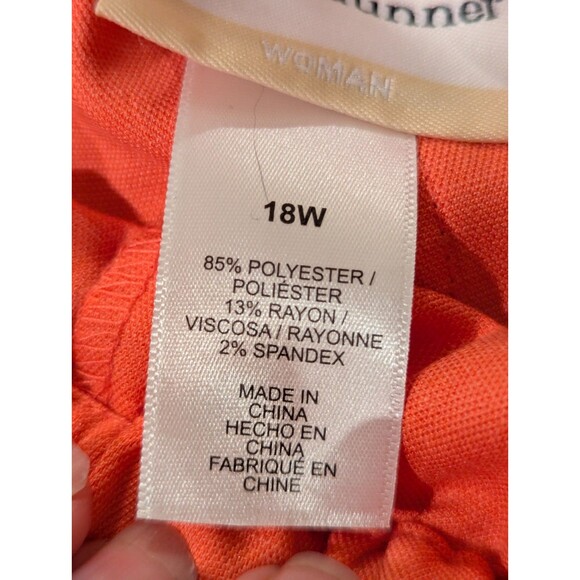 WOMAN
18W
85% POLYESTER /
POLIÉSTER
13% RAYON /
VISCOSA / RAYONNE
2% SPANDEX
MADE IN
CHINA
HECHO EN
CHINA
FABRIQUÉ EN
CHINE